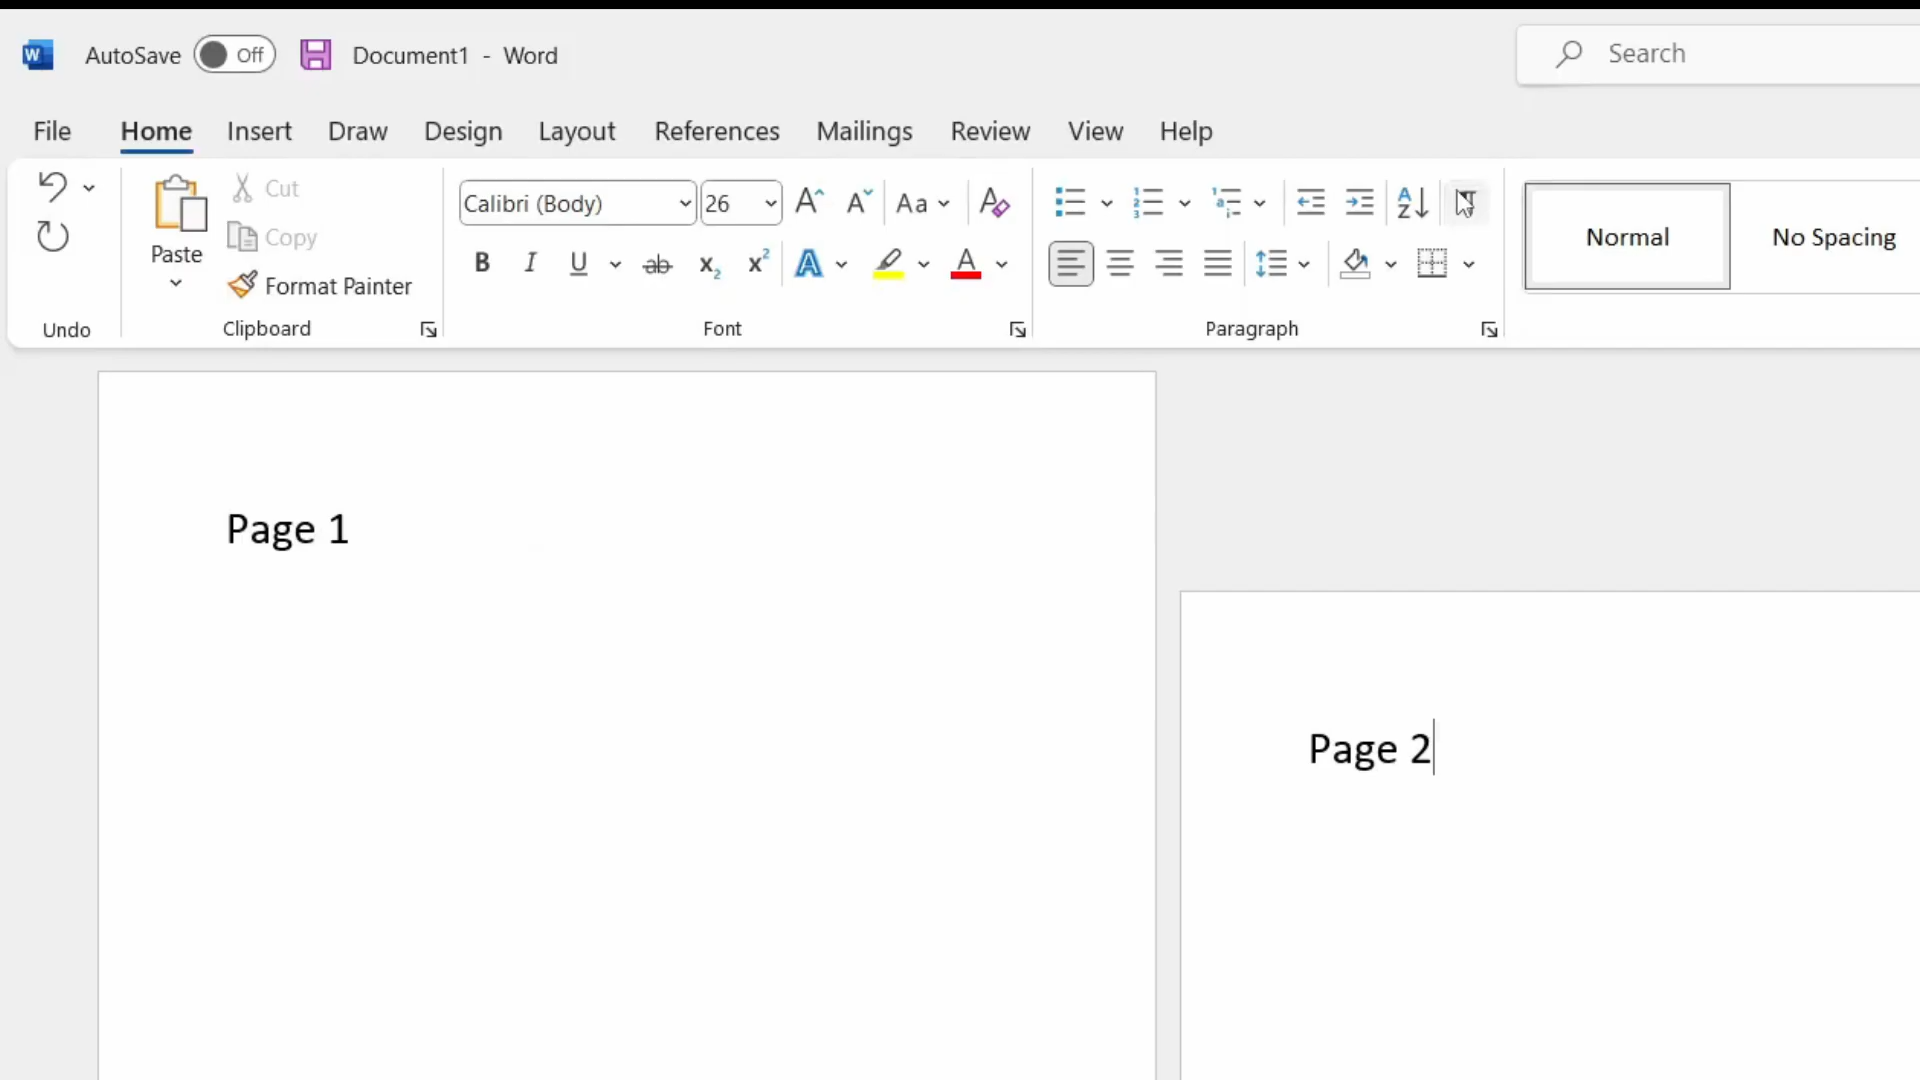 AutoSave Off Document1 - Word Search
File Home Insert Draw Design Layout References Mailings Review View Help
Cut
Copy
Paste
Format Painter
Undo Clipboard
Calibri (Body) 26 Aa
B I U ab x₂ x² A A
Font
Paragraph
Normal No Spacing
Page 1
Page 2